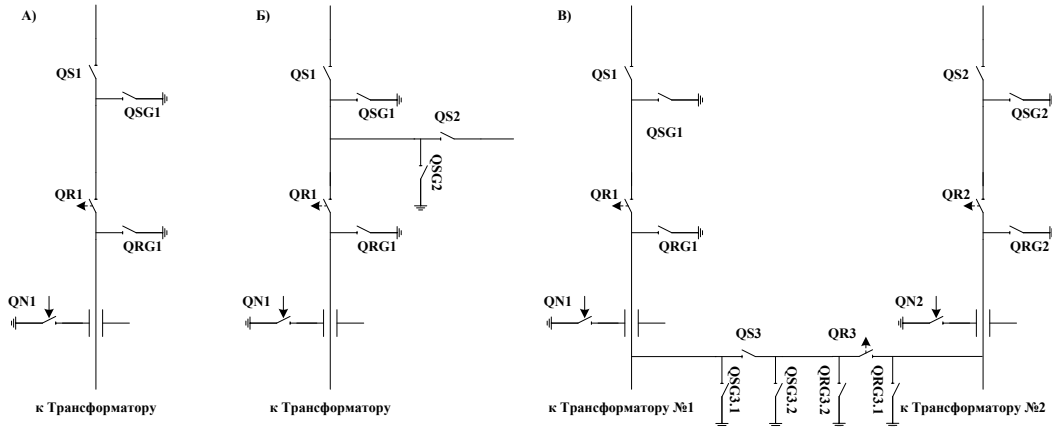 А)
QS1
QSG1
QR1
QRG1
QN1
к Трансформатору
Б)
QS1
QSG1
QS2
QSG2
QR1
QRG1
QN1
к Трансформатору
В)
QS1
QSG1
QR1
QRG1
QN1
к Трансформатору №1
QS2
QSG2
QR2
QRG2
QN2
QS3
QR3
QSG3.1
QSG3.2
QRG3.2
QRG3.1
к Трансформатору №2